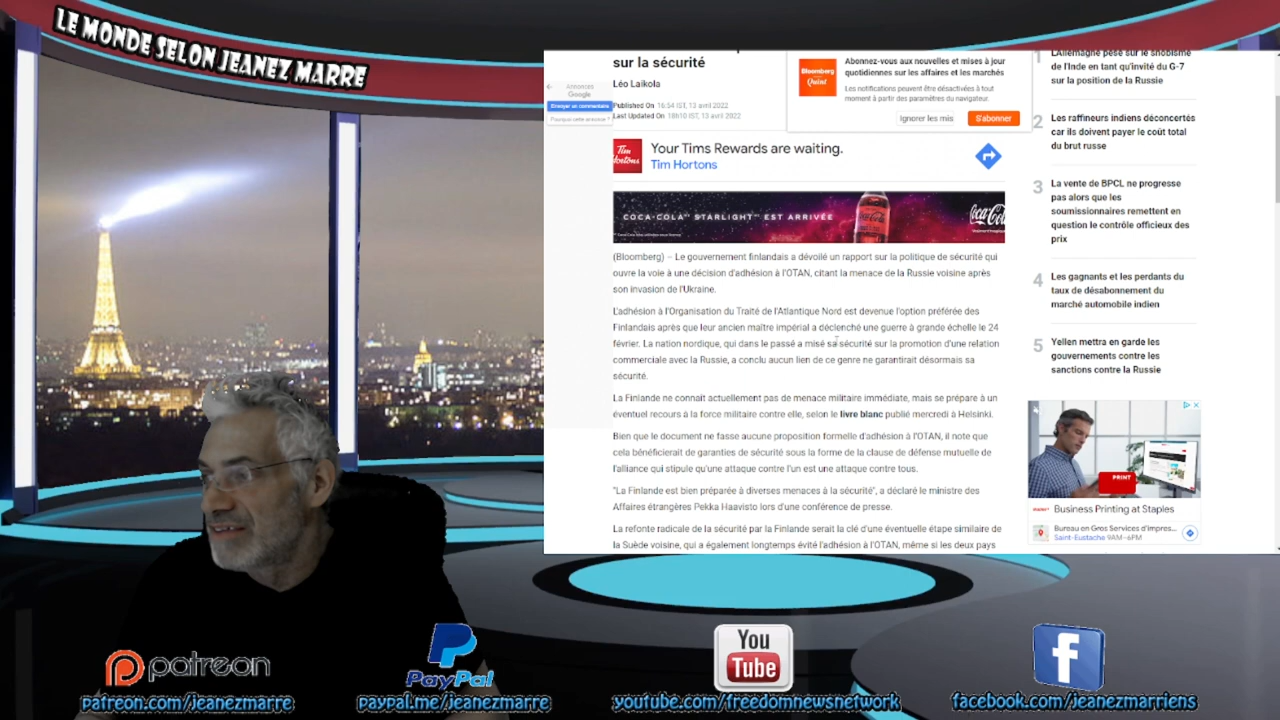 LE MONDE SELON JEANEZ MARRE
sur la sécurité
Léo Laikola
Published On 16:54 IST, 13 avril 2022
Last Updated On 18h10 IST, 13 avril 2022
Annonces
Google
Envoyer un commentaire
Pourquoi cette annonce
Bloomberg
Quint
Abonnez-vous aux nouvelles et mises à jour
quotidiennes sur les affaires et les marchés
Les notifications peuvent être désactivées à tout
moment à partir des paramètres du navigateur.
Ignorer les mis
S'abonner
Tim
Hortons
Your Tims Rewards are waiting.
Tim Hortons
COCA-COLA™ STARLIGHT™ EST ARRIVÉE
(Bloomberg) – Le gouvernement finlandais a dévoilé un rapport sur la politique de sécurité qui
ouvre la voie à une décision d'adhésion à l'OTAN, citant la menace de la Russie voisine après
son invasion de l'Ukraine.
L'adhésion à l'Organisation du Traité de l'Atlantique Nord est devenue l'option préférée des
Finlandais après que leur ancien maître impérial a déclenché une guerre à grande échelle le 24
février. La nation nordique, qui dans le passé a misé sa sécurité sur la promotion d'une relation
commerciale avec la Russie, a conclu aucun lien de ce genre ne garantirait désormais sa
sécurité.
La Finlande ne connaît actuellement pas de menace militaire immédiate, mais se prépare à un
éventuel recours à la force militaire contre elle, selon le livre blanc publié mercredi à Helsinki.
Bien que le document ne fasse aucune proposition formelle d'adhésion à l'OTAN, il note que
cela bénéficierait de garanties de sécurité sous la forme de la clause de défense mutuelle de
l'alliance qui stipule qu'une attaque contre l'un est une attaque contre tous.
"La Finlande est bien préparée à diverses menaces à la sécurité", a déclaré le ministre des
Affaires étrangères Pekka Haavisto lors d'une conférence de presse.
La refonte radicale de la sécurité par la Finlande serait la clé d'une éventuelle étape similaire de
la Suède voisine, qui a également longtemps évité l'adhésion à l'OTAN, même si les deux pays
1
L'Allemagne pèse sur le snobisme
de l'Inde en tant qu'invité du G-7
sur la position de la Russie
2
Les raffineurs indiens déconcertés
car ils doivent payer le coût total
du brut russe
3
La vente de BPCL ne progresse
pas alors que les
soumissionnaires remettent en
question le contrôle officieux des
prix
4
Les gagnants et les perdants du
taux de désabonnement du
marché automobile indien
5
Yellen mettra en garde les
gouvernements contre les
sanctions contre la Russie
PRINT
Business Printing at Staples
Bureau en Gros Services d'impres...
Saint-Eustache 9AM–6PM
patreon
patreon.com/jeanezmarre
PayPal
paypal.me/jeanezmarre
You
Tube
youtube.com/freedomnewsnetwork
f
facebook.com/jeanezmarriens